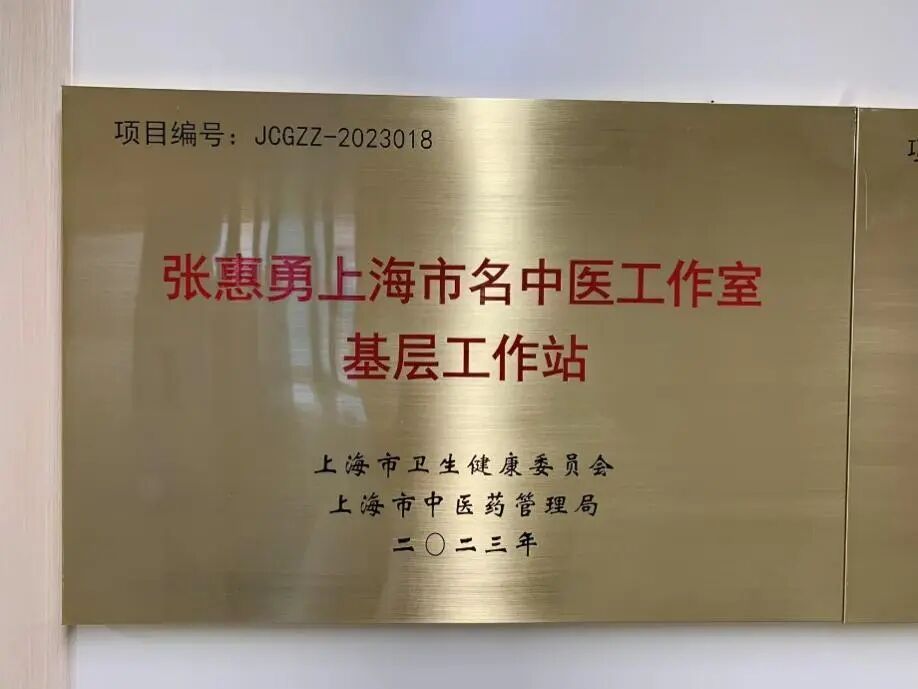 项目编号：JCGZZ-2023018
张惠勇上海市名中医工作室
基层工作站
上海市卫生健康委员会
上海市中医药管理局
二〇二三年